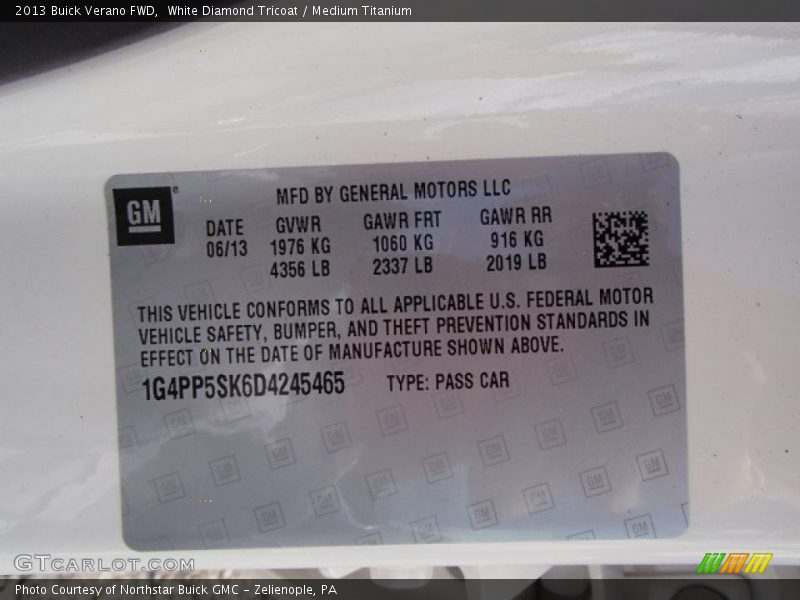 2013 Buick Verano FWD, White Diamond Tricoat / Medium Titanium
GM®
MFD BY GENERAL MOTORS LLC
DATE GVWR GAWR FRT GAWR RR
06/13 1976 KG 1060 KG 916 KG
4356 LB 2337 LB 2019 LB
THIS VEHICLE CONFORMS TO ALL APPLICABLE U.S. FEDERAL MOTOR
VEHICLE SAFETY, BUMPER, AND THEFT PREVENTION STANDARDS IN
EFFECT ON THE DATE OF MANUFACTURE SHOWN ABOVE.
1G4PP5SK6D4245465 TYPE: PASS CAR
GTCARLOT.COM
Photo Courtesy of Northstar Buick GMC - Zelienople, PA